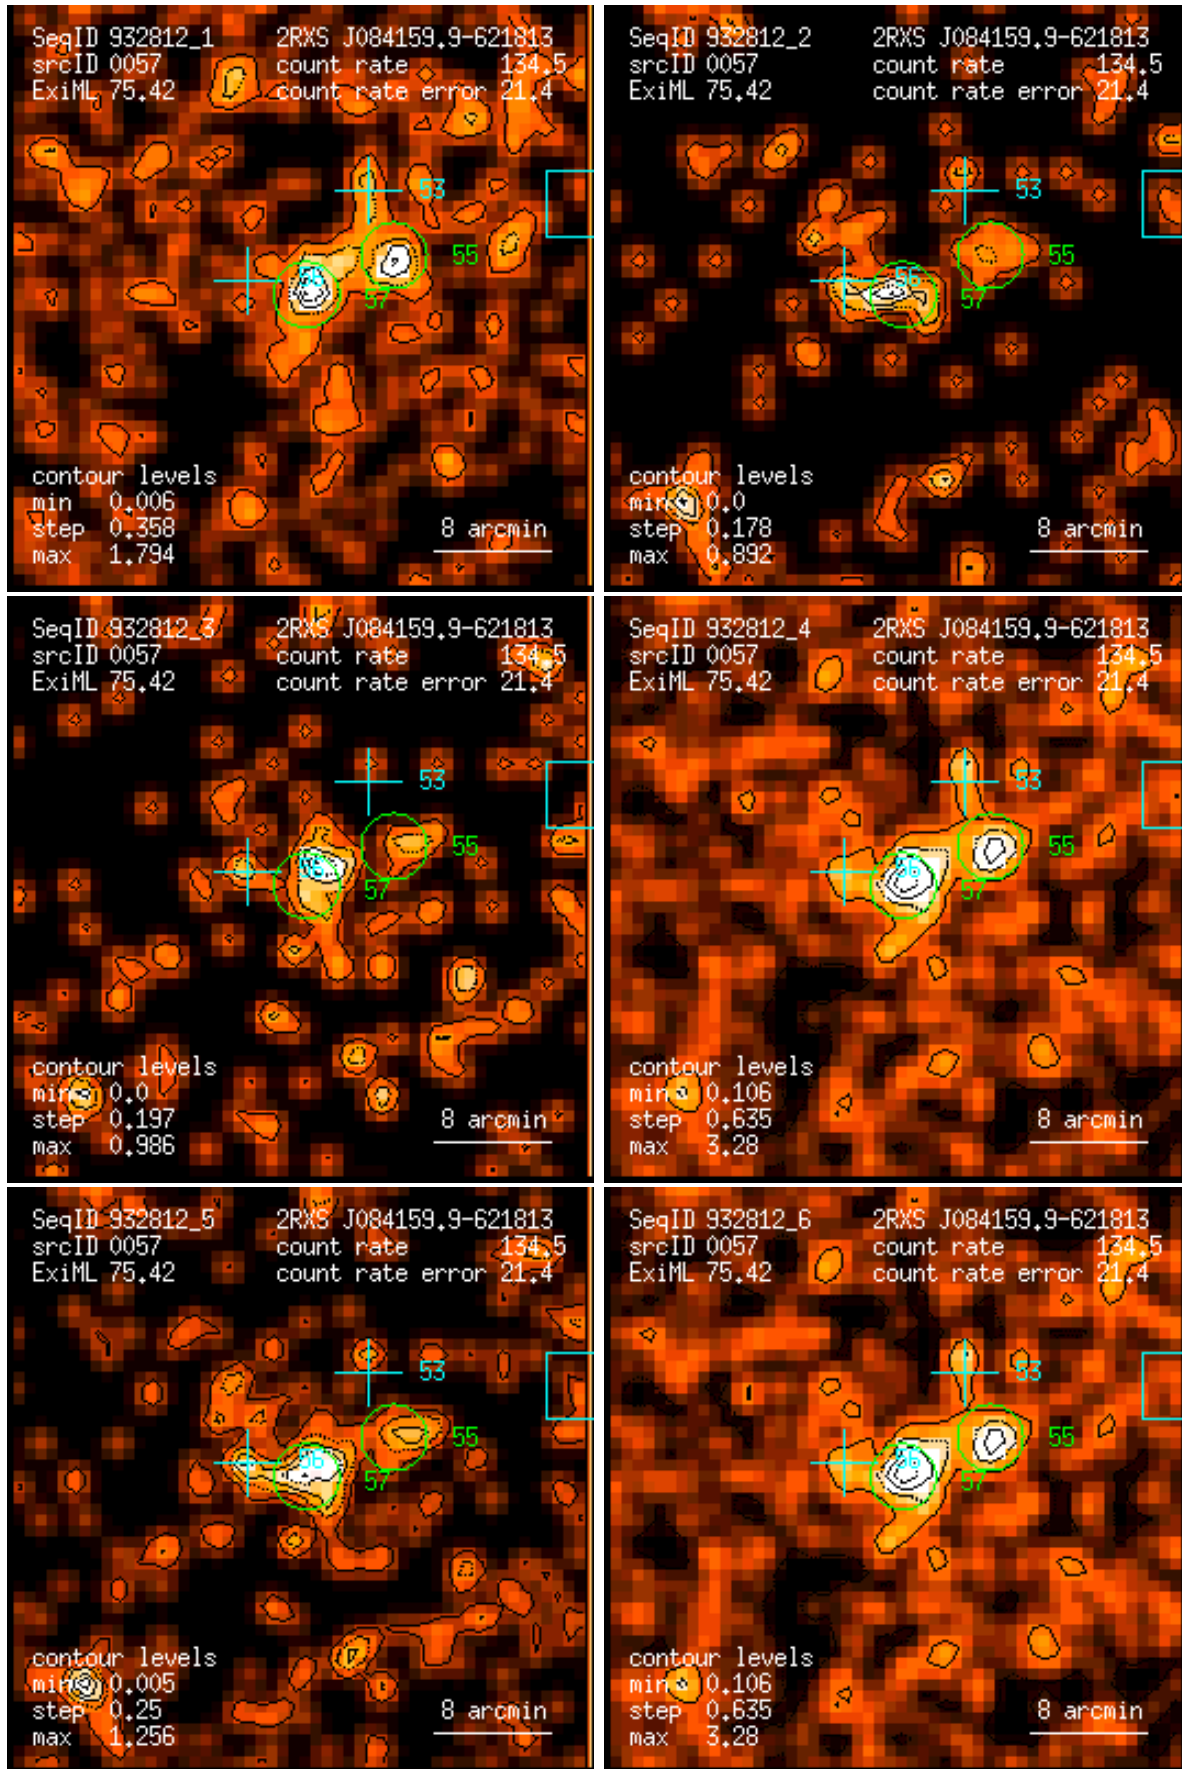 SeqID 932812_1 2RXS J084159.9-621813
srcID 0057 count rate 134.5
ExiML 75.42 count rate error 21.4
53
55
56
57
contour levels
min 0.006
step 0.358
max 1.794
8 arcmin
SeqID 932812_2 2RXS J084159.9-621813
srcID 0057 count rate 134.5
ExiML 75.42 count rate error 21.4
53
55
56
57
contour levels
min 0.0
step 0.178
max 0.892
8 arcmin
SeqID 932812_3 2RXS J084159.9-621813
srcID 0057 count rate 134.5
ExiML 75.42 count rate error 21.4
53
55
56
57
contour levels
min 0.0
step 0.197
max 0.986
8 arcmin
SeqID 932812_4 2RXS J084159.9-621813
srcID 0057 count rate 134.5
ExiML 75.42 count rate error 21.4
53
55
56
57
contour levels
min 0.106
step 0.635
max 3.28
8 arcmin
SeqID 932812_5 2RXS J084159.9-621813
srcID 0057 count rate 134.5
ExiML 75.42 count rate error 21.4
53
55
56
57
contour levels
min 0.005
step 0.25
max 1.256
8 arcmin
SeqID 932812_6 2RXS J084159.9-621813
srcID 0057 count rate 134.5
ExiML 75.42 count rate error 21.4
53
55
56
57
contour levels
min 0.106
step 0.635
max 3.28
8 arcmin